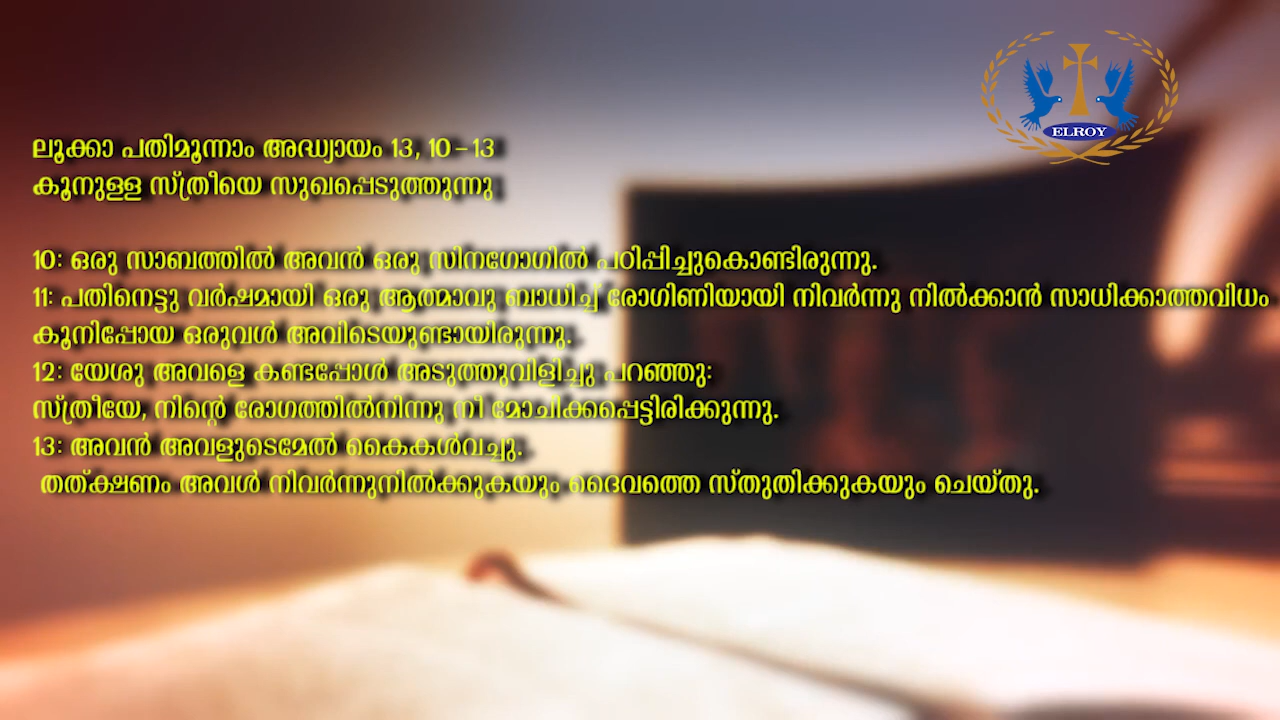 ELROY
ലൂക്കാ പതിമൂന്നാം അദ്ധ്യായം 13, 10-13
കൂനുള്ള സ്ത്രീയെ സുഖപ്പെടുത്തുന്നു
10: ഒരു സാബത്തിൽ അവൻ ഒരു സിനഗോഗിൽ പഠിപ്പിച്ചുകൊണ്ടിരുന്നു.
11: പതിനെട്ടു വർഷമായി ഒരു ആത്മാവു ബാധിച്ച് രോഗിണിയായി നിവർന്നു നിൽക്കാൻ സാധിക്കാത്തവിധം
കൂനിപ്പോയ ഒരുവൾ അവിടെയുണ്ടായിരുന്നു.
12: യേശു അവളെ കണ്ടപ്പോൾ അടുത്തുവിളിച്ചു പറഞ്ഞു:
സ്ത്രീയേ, നിന്റെ രോഗത്തിൽനിന്നു നീ മോചിക്കപ്പെട്ടിരിക്കുന്നു.
13: അവൻ അവളുടെമേൽ കൈകൾവച്ചു.
തത്ക്ഷണം അവൾ നിവർന്നുനിൽക്കുകയും ദൈവത്തെ സ്തുതിക്കുകയും ചെയ്തു.